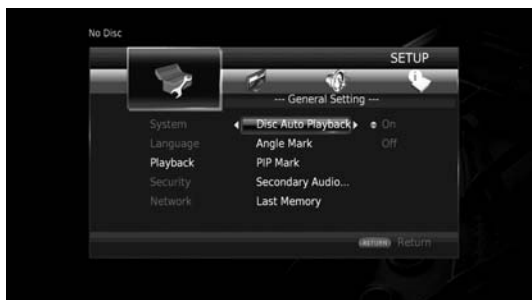 No Disc
SETUP
--- General Setting ---
System
Language
Playback
Security
Network
Disc Auto Playback
Angle Mark
PIP Mark
Secondary Audio...
Last Memory
On
Off
RETURN Return